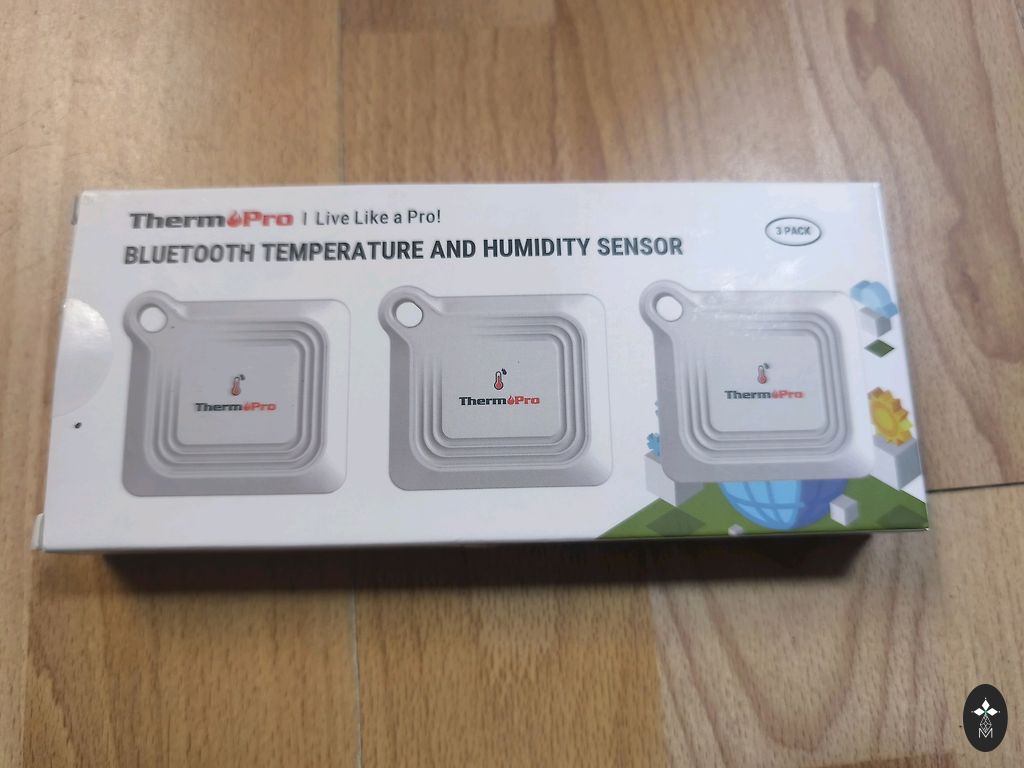 ThermoPro | Live Like a Pro!
3 PACK
BLUETOOTH TEMPERATURE AND HUMIDITY SENSOR
ThermoPro
ThermoPro
ThermoPro
M